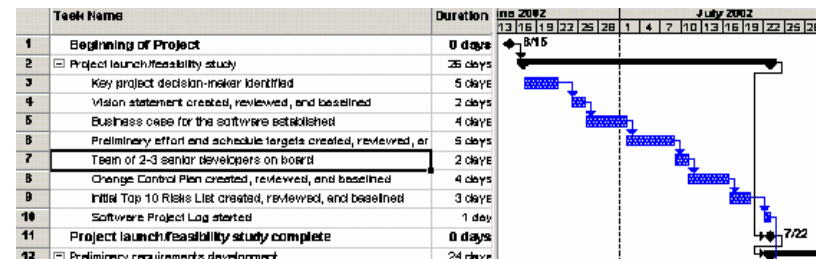 Task Name Duration ine 2002 July 2002
13 16 19 22 25 28 1 4 7 10 13 16 19 22 25 28
1 Beginning of Project 0 days 6/15
2 Project launch/feasibility study 26 days
3 Key project decision-maker identified 5 days
4 Vision statement created, reviewed, and baselined 2 days
5 Business case for the software established 4 days
6 Preliminary effort and schedule targets created, reviewed, ar 5 days
7 Team of 2-3 senior developers on board 2 days
8 Change Control Plan created, reviewed, and baselined 4 days
9 Initial Top 10 Risks List created, reviewed, and baselined 3 days
10 Software Project Log started 1 day
11 Project launch/feasibility study complete 0 days 7/22
12 Preliminary requirements development 24 days